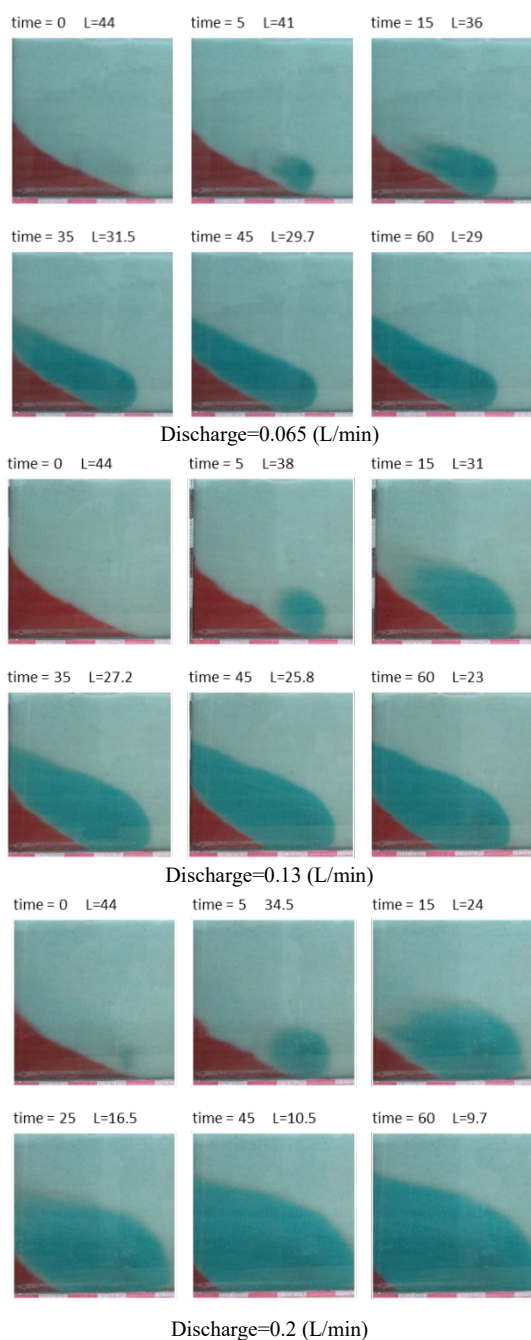 time = 0 L=44 time = 5 L=41 time = 15 L=36
time = 35 L=31.5 time = 45 L=29.7 time = 60 L=29
Discharge=0.065 (L/min)
time = 0 L=44 time = 5 L=38 time = 15 L=31
time = 35 L=27.2 time = 45 L=25.8 time = 60 L=23
Discharge=0.13 (L/min)
time = 0 L=44 time = 5 34.5 time = 15 L=24
time = 25 L=16.5 time = 45 L=10.5 time = 60 L=9.7
Discharge=0.2 (L/min)